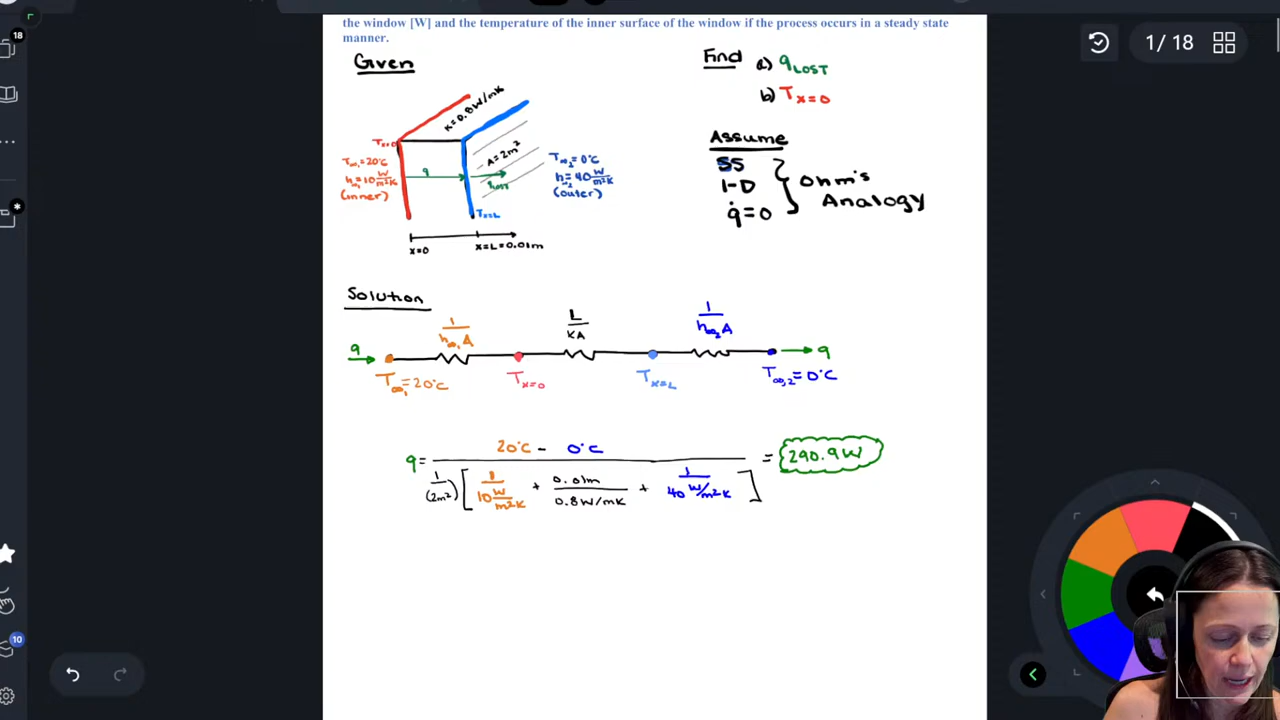 the window [W] and the temperature of the inner surface of the window if the process occurs in a steady state
manner.
18
1/ 18
Given
Find a) qLOST
b) Tx=0
K=0.8W/mK
Tx=0
A=2m²
T∞1=20°C
h∞1=10 W/m²K
(inner)
q
qLOST
T∞2=0°C
h∞2=40 W/m²K
(outer)
Tx=L
x=0
x=L=0.01m
Assume
SS
1-D
q̇=0
Ohm's
Analogy
Solution
1/h∞1A
L/KA
1/h∞2A
q
q
T∞1=20°C
Tx=0
Tx=L
T∞,2=0°C
q= 20°C - 0°C = 290.9W
1/(2m²) [ 1/10 W/m²K + 0.01m/0.8W/mK + 1/40 W/m²K ]
10